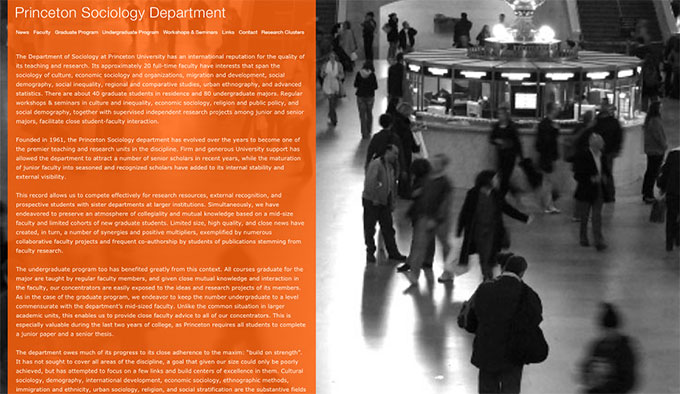 Princeton Sociology Department
News Faculty Graduate Program Undergraduate Program Workshops & Seminars Links Contact Research Clusters
The Department of Sociology at Princeton University has an international reputation for the quality of
its teaching and research. Its approximately 20 full-time faculty have interests that span the
sociology of culture, economic sociology and organizations, migration and development, social
demography, social inequality, regional and comparative studies, urban ethnography, and advanced
statistics. There are about 40 graduate students in residence and 80 undergraduate majors. Regular
workshops & seminars in culture and inequality, economic sociology, religion and public policy, and
social demography, together with supervised independent research projects among junior and senior
majors, facilitate close student-faculty interaction.
Founded in 1961, the Princeton Sociology department has evolved over the years to become one of
the premier teaching and research units in the discipline. Firm and generous University support has
allowed the department to attract a number of senior scholars in recent years, while the maturation
of junior faculty into seasoned and recognized scholars have added to its internal stability and
external visibility.
This record allows us to compete effectively for research resources, external recognition, and
prospective students with sister departments at larger institutions. Simultaneously, we have
endeavored to preserve an atmosphere of collegiality and mutual knowledge based on a mid-size
faculty and limited cohorts of new graduate students. Limited size, high quality, and close news have
created, in turn, a number of synergies and positive multipliers, exemplified by numerous
collaborative faculty projects and frequent co-authorship by students of publications stemming from
faculty research.
The undergraduate program too has benefited greatly from this context. All courses graduate for the
major are taught by regular faculty members, and given close mutual knowledge and interaction in
the faculty, our concentrators are easily exposed to the ideas and research projects of its members.
As in the case of the graduate program, we endeavor to keep the number undergraduate to a level
commensurate with the department's mid-sized faculty. Unlike the common situation in larger
academic units, this enables us to provide close faculty advice to all of our concentrators. This is
especially valuable during the last two years of college, as Princeton requires all students to complete
a junior paper and a senior thesis.
The department owes much of its progress to its close adherence to the maxim: "build on strength".
It has not sought to cover all areas of the discipline, a goal that given our size could only be poorly
achieved, but has attempted to focus on a few links and build centers of excellence in them. Cultural
sociology, demography, international development, economic sociology, ethnographic methods,
immigration and ethnicity, urban sociology, religion, and social stratification are the substantive fields